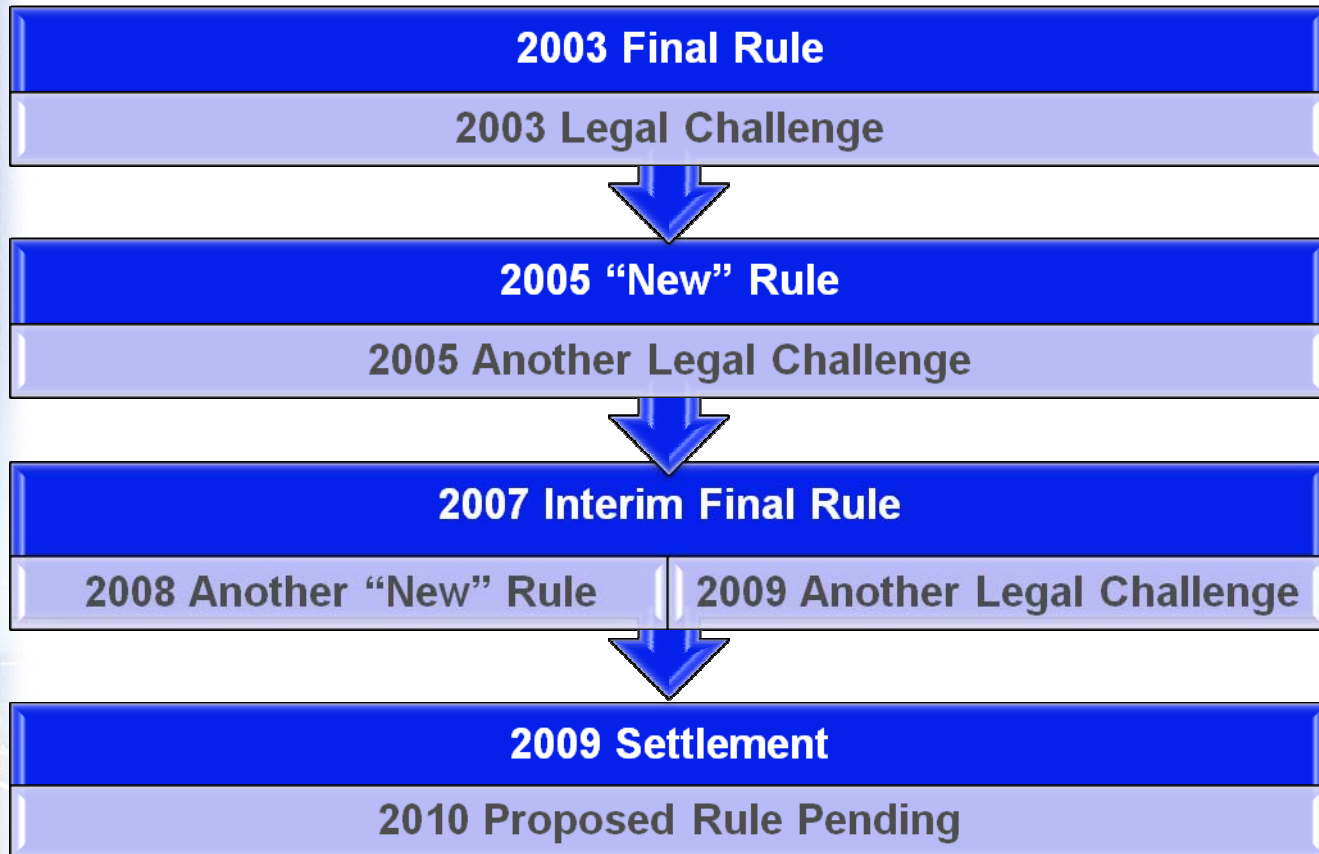 2003 Final Rule
2003 Legal Challenge
2005 “New” Rule
2005 Another Legal Challenge
2007 Interim Final Rule
2008 Another “New” Rule
2009 Another Legal Challenge
2009 Settlement
2010 Proposed Rule Pending